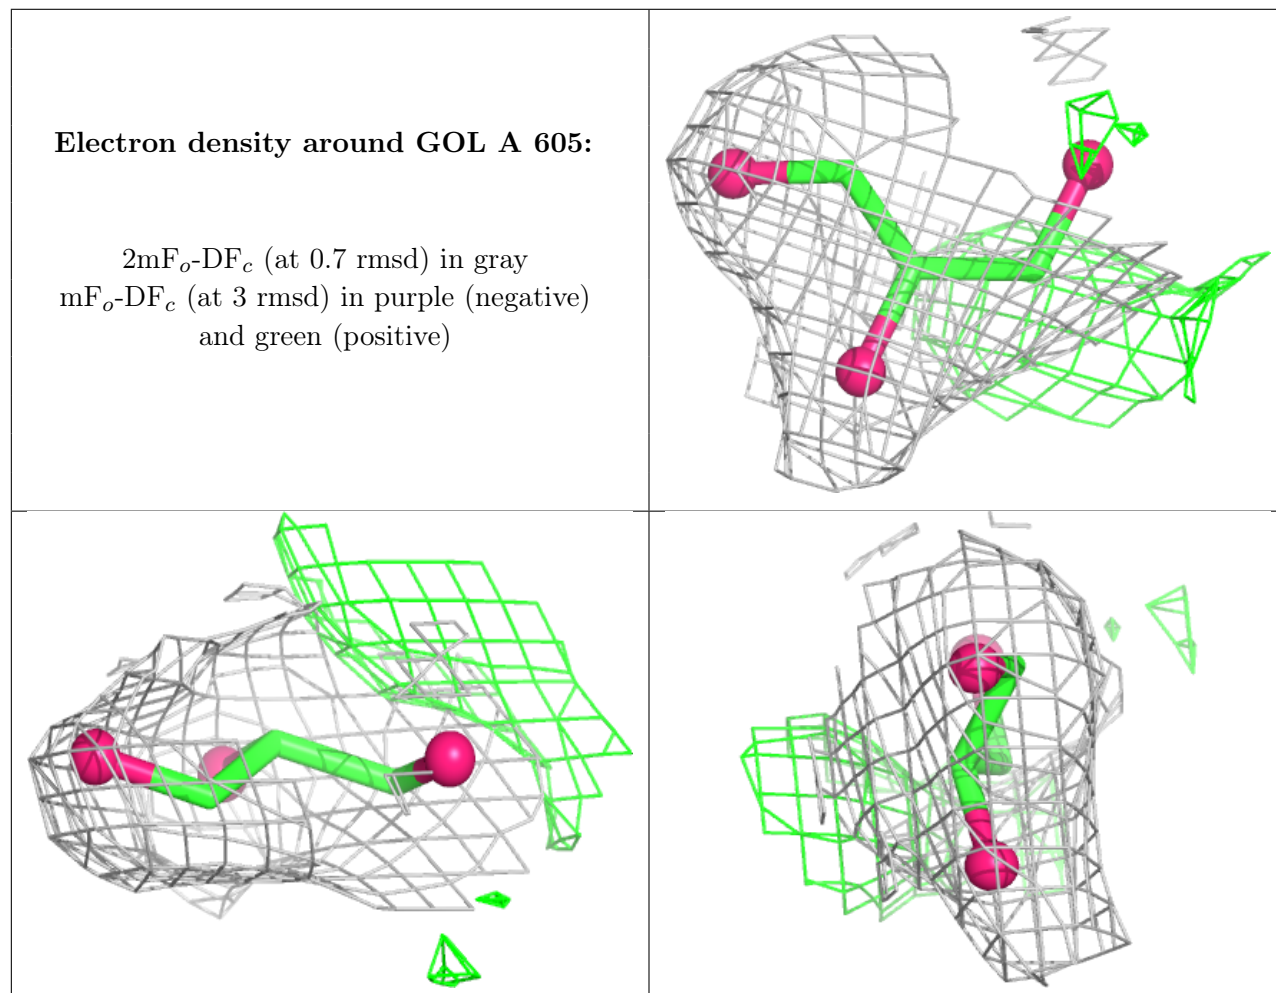 Electron density around GOL A 605:
2mFo-DFc (at 0.7 rmsd) in gray
mFo-DFc (at 3 rmsd) in purple (negative)
and green (positive)